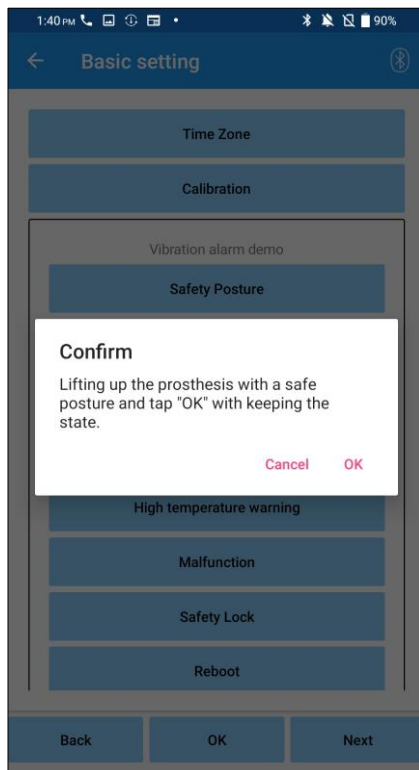 1:40 PM 90%
Basic setting
Time Zone
Calibration
Vibration alarm demo
Safety Posture
Confirm
Lifting up the prosthesis with a safe
posture and tap "OK" with keeping the
state.
Cancel OK
High temperature warning
Malfunction
Safety Lock
Reboot
Back OK Next